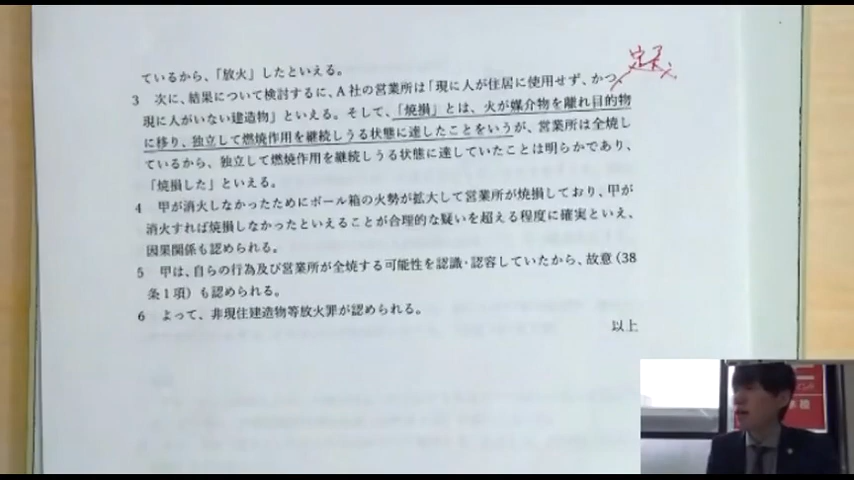 ているから、「放火」したといえる。
3 次に、結果について検討するに、A社の営業所は「現に人が住居に使用せず、かつ
現に人がいない建造物」といえる。そして、「焼損」とは、火が媒介物を離れ目的物
に移り、独立して燃焼作用を継続しうる状態に達したことをいうが、営業所は全焼し
ているから、独立して燃焼作用を継続しうる状態に達していたことは明らかであり、
「焼損した」といえる。
4 甲が消火しなかったためにボール箱の火勢が拡大して営業所が焼損しており、甲が
消火すれば焼損しなかったといえることが合理的な疑いを超える程度に確実といえ、
因果関係も認められる。
5 甲は、自らの行為及び営業所が全焼する可能性を認識・認容していたから、故意(38
条1項)も認められる。
6 よって、非現住建造物等放火罪が認められる。
以上